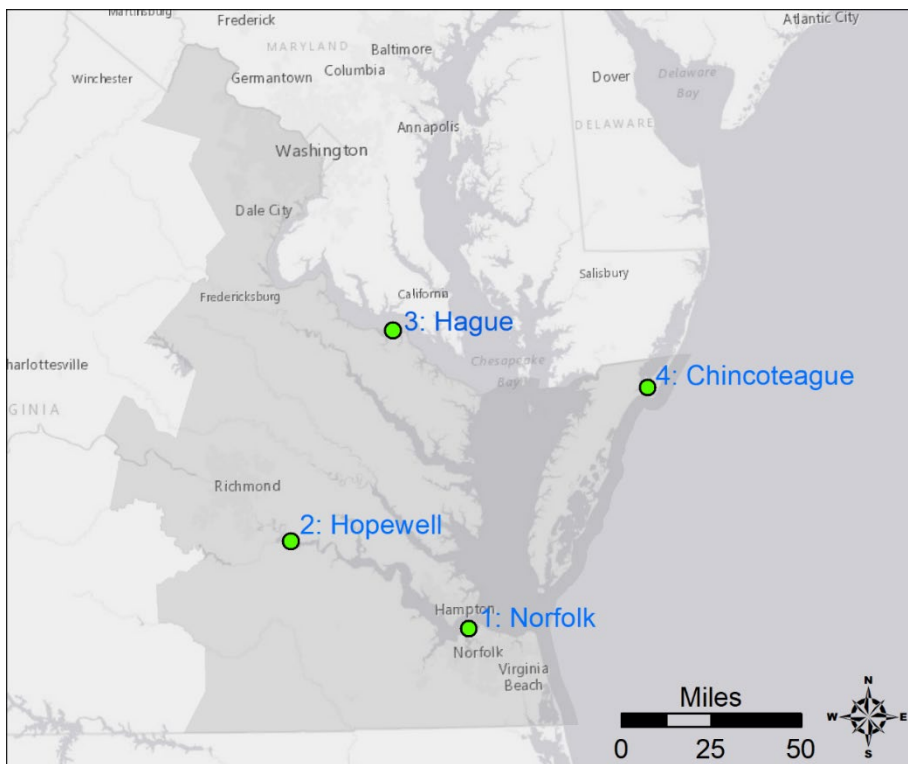 Martinsburg
Frederick
Atlantic City
MARYLAND
Baltimore
Winchester
Germantown
Columbia
Dover
Delaware
Bay
Annapolis
DELAWARE
Washington
Dale City
Salisbury
Fredericksburg
California
3: Hague
Chesapeake
Bay
harlottesville
4: Chincoteague
GINIA
Richmond
2: Hopewell
Hampton
1: Norfolk
Norfolk
Virginia
Beach
Miles
0 25 50
N
W E
S